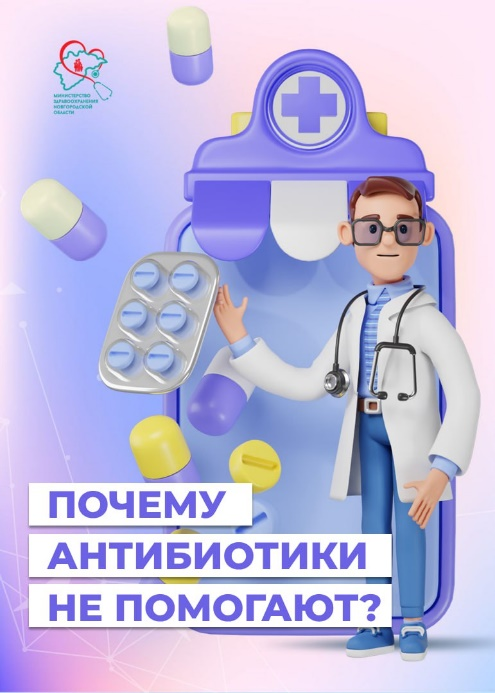 МИНИСТЕРСТВО
ЗДРАВООХРАНЕНИЯ
НОВГОРОДСКОЙ
ОБЛАСТИ
ПОЧЕМУ
АНТИБИОТИКИ
НЕ ПОМОГАЮТ?